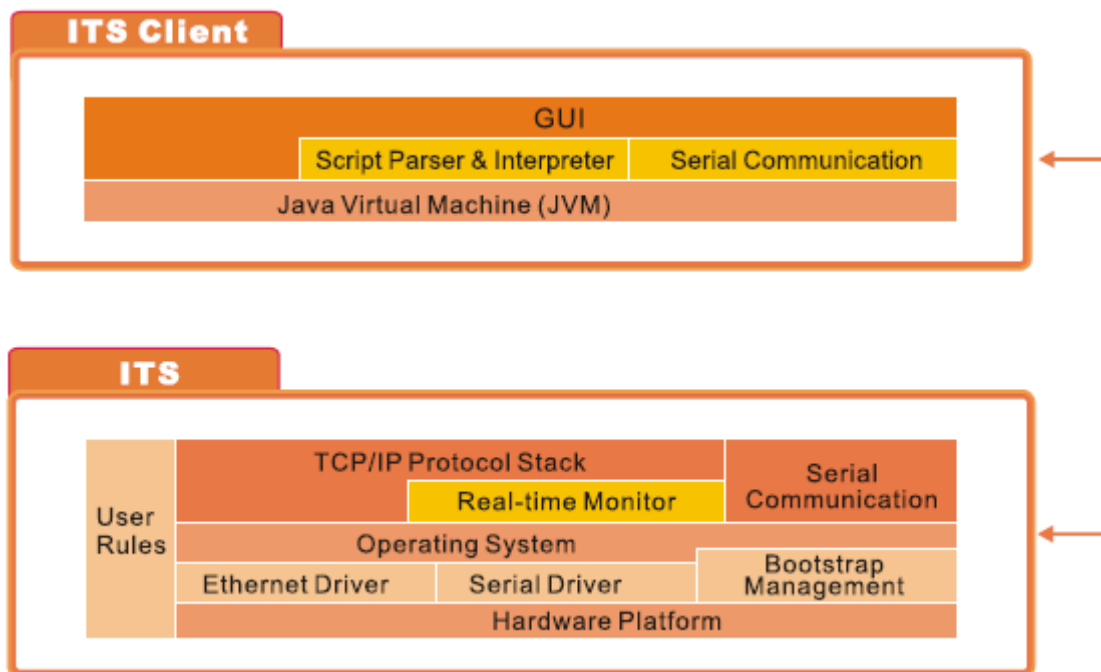 ITS Client
GUI
Script Parser & Interpreter
Serial Communication
Java Virtual Machine (JVM)
ITS
User
Rules
TCP/IP Protocol Stack
Real-time Monitor
Serial
Communication
Operating System
Ethernet Driver
Serial Driver
Bootstrap
Management
Hardware Platform